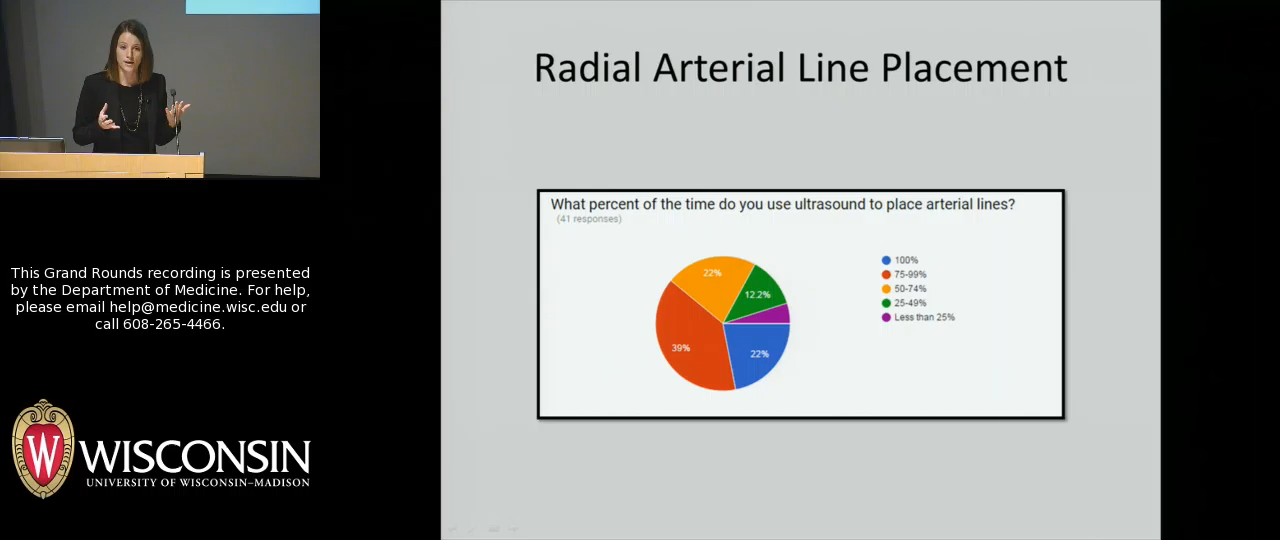 Radial Arterial Line Placement
What percent of the time do you use ultrasound to place arterial lines?
(41 responses)
22%
12.2%
39%
22%
100%
75-99%
50-74%
25-49%
Less than 25%
This Grand Rounds recording is presented
by the Department of Medicine. For help,
please email help@medicine.wisc.edu or
call 608-265-4466.
W
WISCONSIN
UNIVERSITY OF WISCONSIN–MADISON